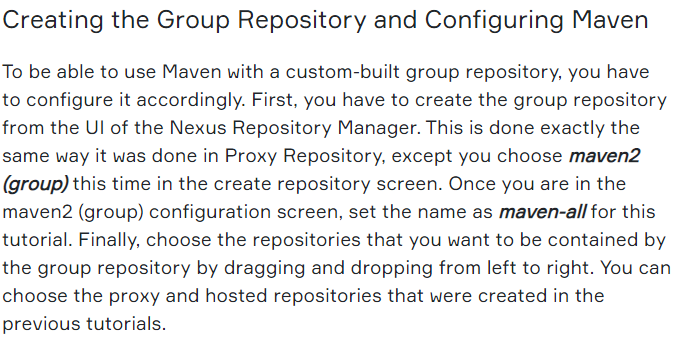 Creating the Group Repository and Configuring Maven
To be able to use Maven with a custom-built group repository, you have
to configure it accordingly. First, you have to create the group repository
from the UI of the Nexus Repository Manager. This is done exactly the
same way it was done in Proxy Repository, except you choose maven2
(group) this time in the create repository screen. Once you are in the
maven2 (group) configuration screen, set the name as maven-all for this
tutorial. Finally, choose the repositories that you want to be contained by
the group repository by dragging and dropping from left to right. You can
choose the proxy and hosted repositories that were created in the
previous tutorials.